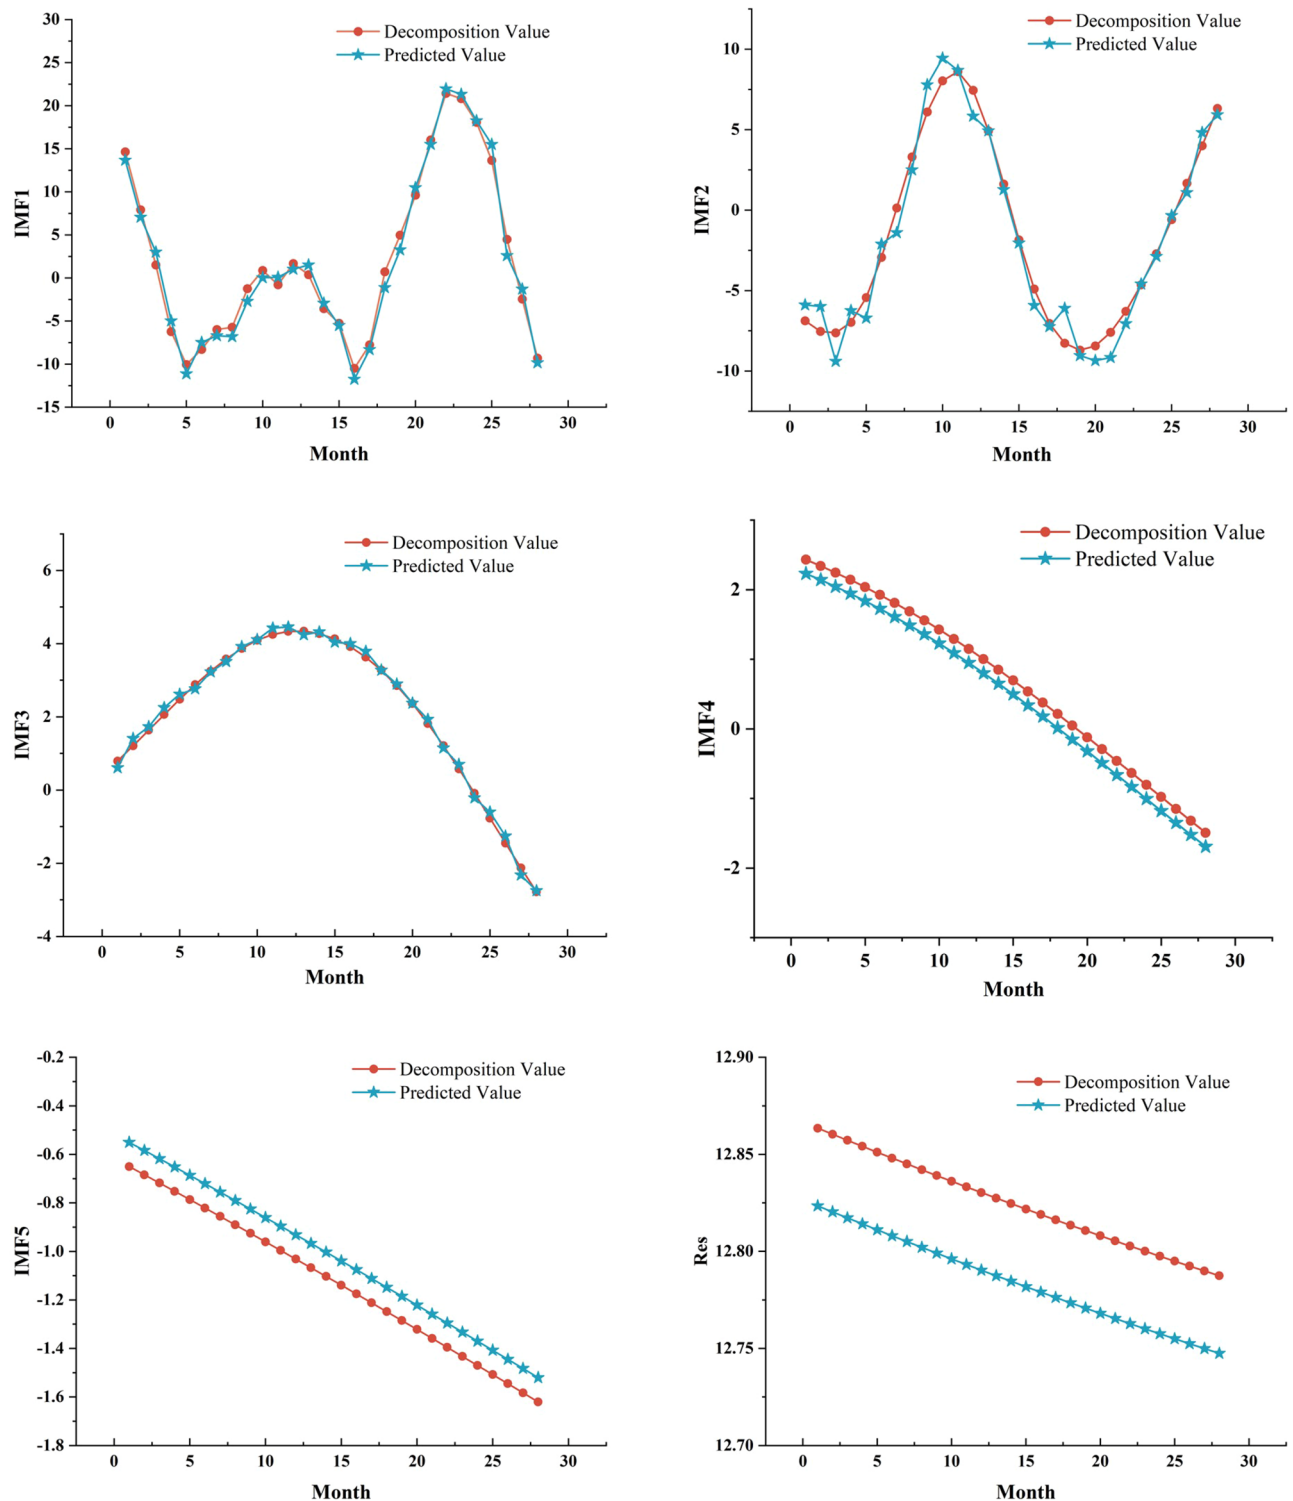 30
25
20
15
10
5
0
-5
-10
-15
IMF1
Decomposition Value
Predicted Value
0 5 10 15 20 25 30
Month
10
5
0
-5
-10
IMF2
Decomposition Value
Predicted Value
0 5 10 15 20 25 30
Month
6
4
2
0
-2
-4
IMF3
Decomposition Value
Predicted Value
0 5 10 15 20 25 30
Month
2
0
-2
IMF4
Decomposition Value
Predicted Value
0 5 10 15 20 25 30
Month
-0.2
-0.4
-0.6
-0.8
-1.0
-1.2
-1.4
-1.6
-1.8
IMF5
Decomposition Value
Predicted Value
0 5 10 15 20 25 30
Month
12.90
12.85
12.80
12.75
12.70
Res
Decomposition Value
Predicted Value
0 5 10 15 20 25 30
Month